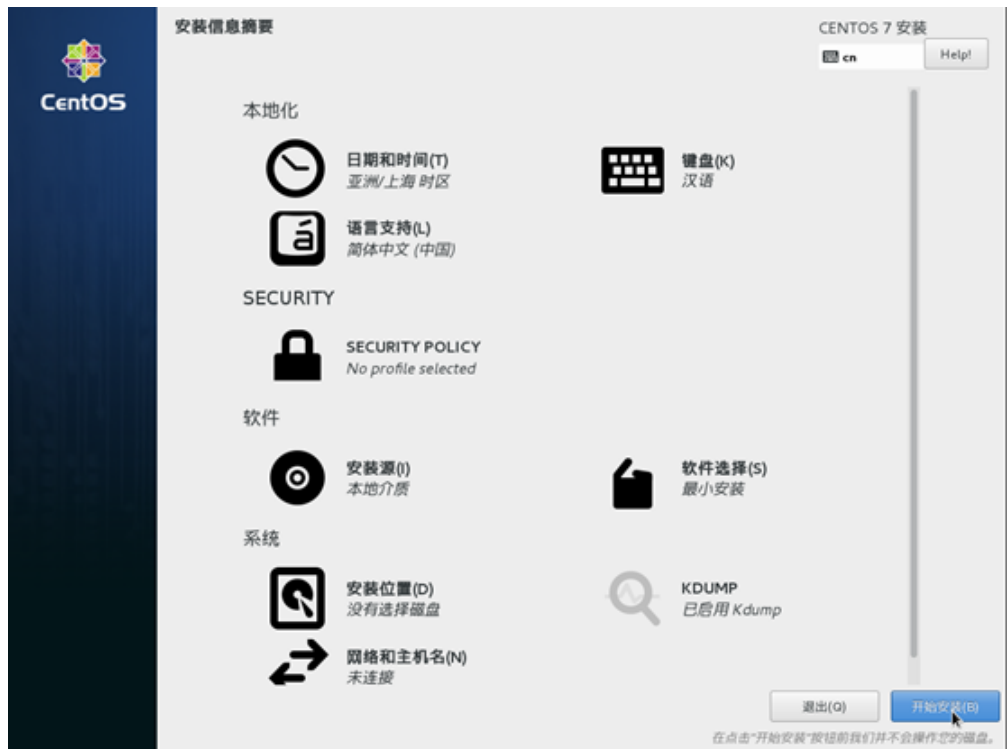 安装信息摘要
CENTOS 7 安装
cn
Help!
CentOS
本地化
日期和时间(T)
亚洲/上海 时区
键盘(K)
汉语
语言支持(L)
简体中文 (中国)
SECURITY
SECURITY POLICY
No profile selected
软件
安装源(I)
本地介质
软件选择(S)
最小安装
系统
安装位置(D)
没有选择磁盘
KDUMP
已启用 Kdump
网络和主机名(N)
未连接
退出(Q)
开始安装(B)
在点击"开始安装"按钮前我们并不会操作您的磁盘。